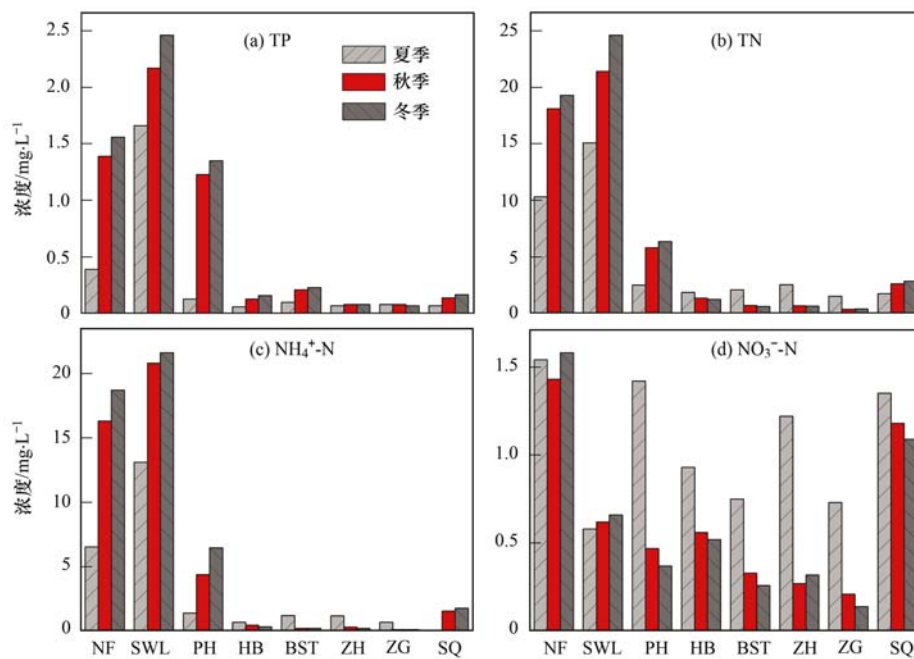 (a) TP
夏季
秋季
冬季
浓度/mg·L⁻¹
2.5
2.0
1.5
1.0
0.5
0
(b) TN
25
20
15
10
5
0
(c) NH₄⁺-N
浓度/mg·L⁻¹
20
15
10
5
0
NF SWL PH HB BST ZH ZG SQ
(d) NO₃⁻-N
1.5
1.0
0.5
0
NF SWL PH HB BST ZH ZG SQ